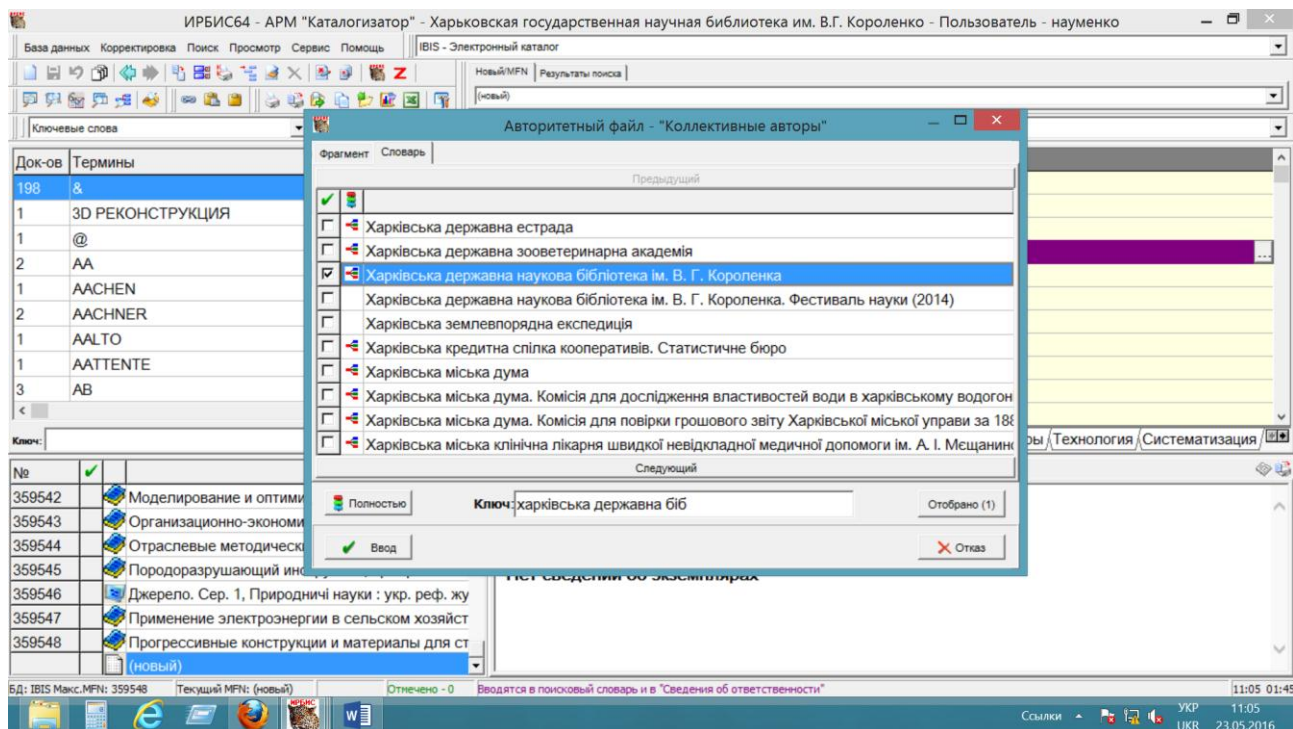 ИРБИС64 - АРМ "Каталогизатор" - Харьковская государственная научная библиотека им. В.Г. Короленко - Пользователь - науменко
База данных Корректировка Поиск Просмотр Сервис Помощь
IBIS - Электронный каталог
Новый/MFN Результаты поиска
(новый)
Ключевые слова
Док-ов Термины
198 &
1 3D РЕКОНСТРУКЦИЯ
1 @
2 AA
1 AACHEN
2 AACHNER
1 AALTO
1 AATTENTE
3 AB
Ключ:
Авторитетный файл - "Коллективные авторы"
Фрагмент Словарь
Предыдущий
Харківська державна естрада
Харківська державна зооветеринарна академія
Харківська державна наукова бібліотека ім. В. Г. Короленка
Харківська державна наукова бібліотека ім. В. Г. Короленка. Фестиваль науки (2014)
Харківська землевпорядна експедиція
Харківська кредитна спілка кооперативів. Статистичне бюро
Харківська міська дума
Харківська міська дума. Комісія для дослідження властивостей води в харківському водогон
Харківська міська дума. Комісія для повірки грошового звіту Харківської міської управи за 188
Харківська міська клінічна лікарня швидкої невідкладної медичної допомоги ім. А. І. Мєщанин
Следующий
Полностью
Ключ: харківська державна біб
Отобрано (1)
Ввод
Отказ
Технология Систематизация
№
359542 Моделирование и оптими
359543 Организационно-экономи
359544 Отраслевые методическ
359545 Породоразрушающий инс
359546 Джерело. Сер. 1, Природничі науки : укр. реф. жу
359547 Применение электроэнергии в сельском хозяйст
359548 Прогрессивные конструкции и материалы для ст
(новый)
Нет сведений об экземплярах
БД: IBIS Макс.MFN: 359548 Текущий MFN: (новый) Отмечено - 0 Вводятся в поисковый словарь и в "Сведения об ответственности" 11:05 01:45
Ссылки
УКР 11:05
UKR 23.05.2016